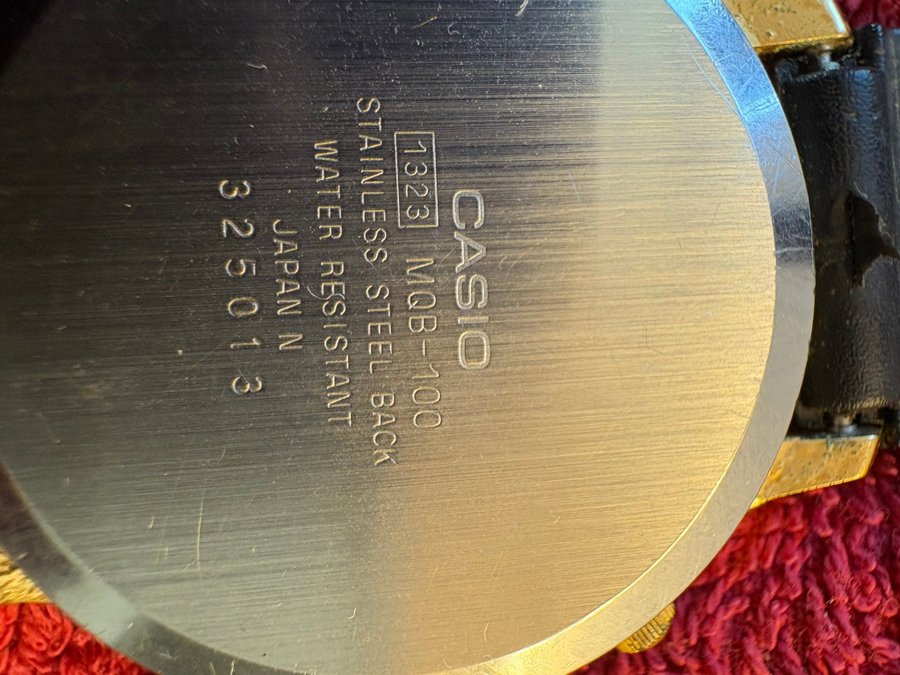 CASIO
1323 MQB-100
STAINLESS STEEL BACK
WATER RESISTANT
JAPAN N
325013